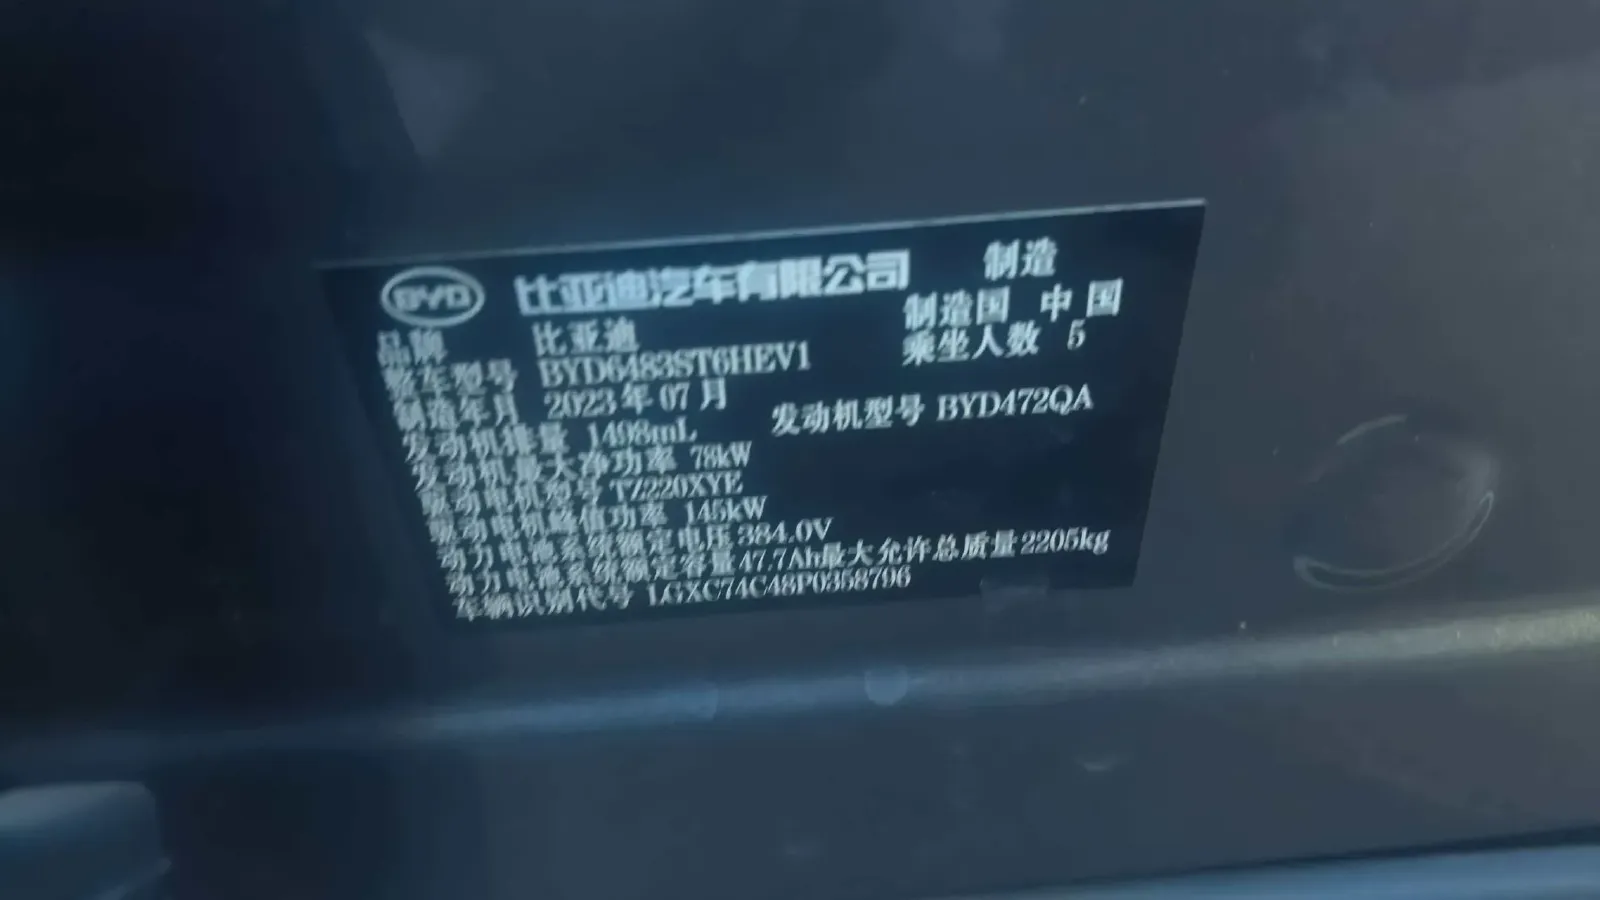 BYD 比亚迪汽车有限公司 制造
品牌 比亚迪 制造国 中国
整车型号 BYD6483ST6HEV1 乘坐人数 5
制造年月 2023年07月
发动机排量 1498mL 发动机型号 BYD472QA
发动机最大净功率 78kW
驱动电机型号 TZ220XYE
驱动电机峰值功率 145kW
动力电池系统额定电压 384.0V
动力电池系统额定容量 47.7Ah 最大允许总质量 2205kg
车辆识别代号 LGXC74C48P0358796